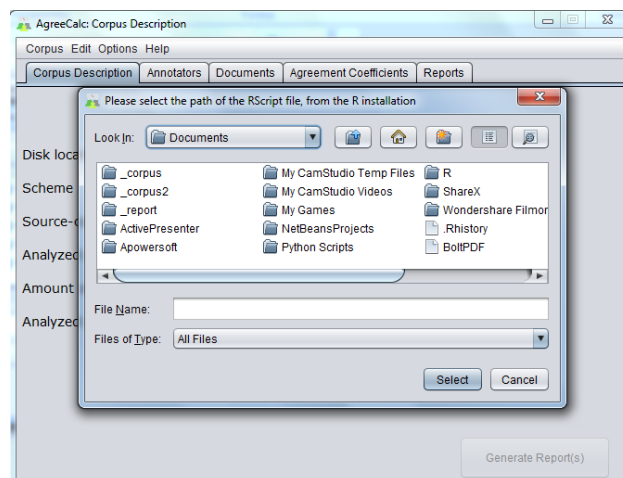 AgreeCalc: Corpus Description
Corpus Edit Options Help
Corpus Description Annotators Documents Agreement Coefficients Reports
Please select the path of the RScript file, from the R installation
Look In: Documents
Disk loca
Scheme
Source-
Analyzed
Amount
Analyzed
_corpus My CamStudio Temp Files R
_corpus2 My CamStudio Videos ShareX
_report My Games Wondershare Filmor
ActivePresenter NetBeansProjects .Rhistory
Apowersoft Python Scripts BoltPDF
File Name:
Files of Type: All Files
Select Cancel
Generate Report(s)